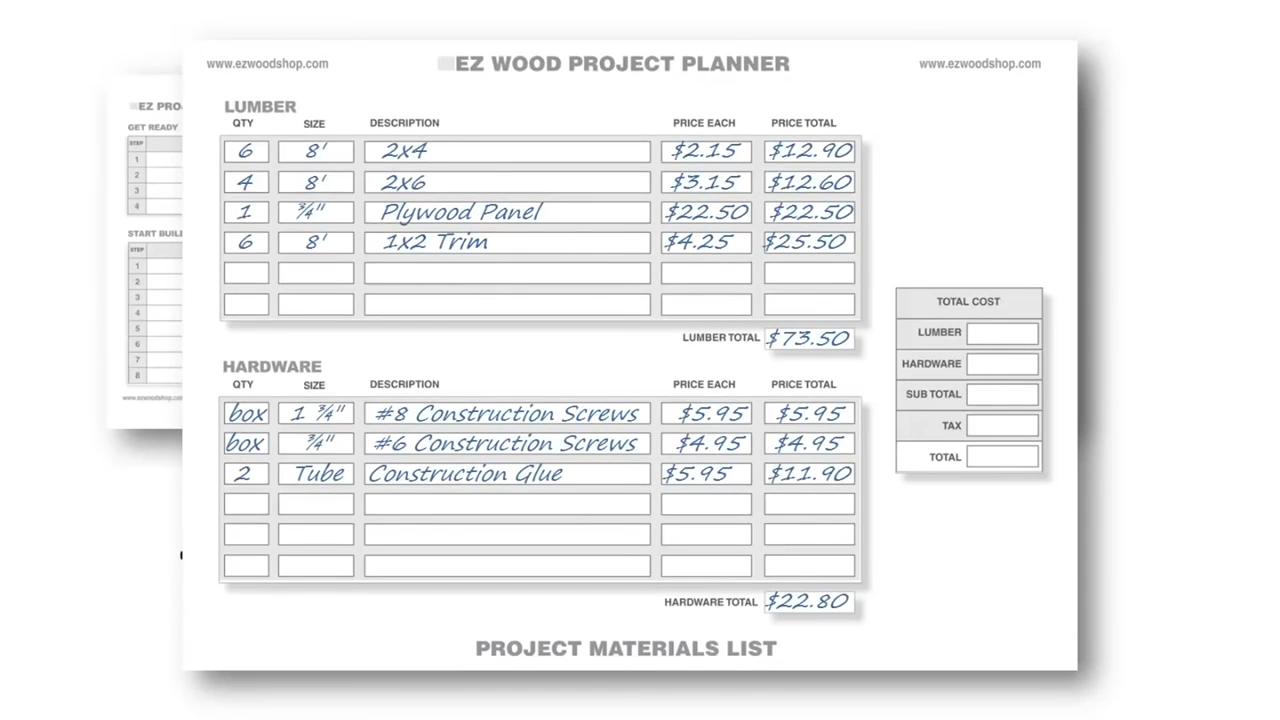 www.ezwoodshop.com EZ WOOD PROJECT PLANNER www.ezwoodshop.com
LUMBER
QTY SIZE DESCRIPTION PRICE EACH PRICE TOTAL
6 8' 2x4 $2.15 $12.90
4 8' 2x6 $3.15 $12.60
1 3/4" Plywood Panel $22.50 $22.50
6 8' 1x2 Trim $4.25 $25.50
LUMBER TOTAL $73.50
HARDWARE
QTY SIZE DESCRIPTION PRICE EACH PRICE TOTAL
box 1 3/4" #8 Construction Screws $5.95 $5.95
box 3/4" #6 Construction Screws $4.95 $4.95
2 Tube Construction Glue $5.95 $11.90
HARDWARE TOTAL $22.80
PROJECT MATERIALS LIST
TOTAL COST
LUMBER
HARDWARE
SUB TOTAL
TAX
TOTAL
EZ PRO
GET READY
STEP
1
2
3
4
START BUIL
STEP
1
2
3
4
5
6
7
8
www.ezwoodshop.co